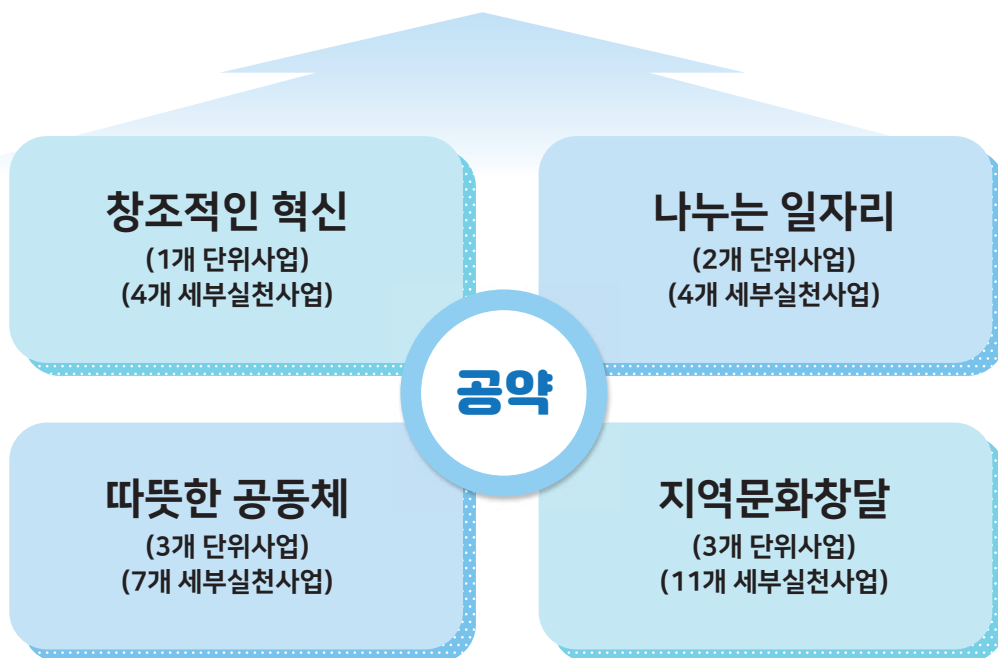 창조적인 혁신
(1개 단위사업)
(4개 세부실천사업)
나누는 일자리
(2개 단위사업)
(4개 세부실천사업)
공약
따뜻한 공동체
(3개 단위사업)
(7개 세부실천사업)
지역문화창달
(3개 단위사업)
(11개 세부실천사업)